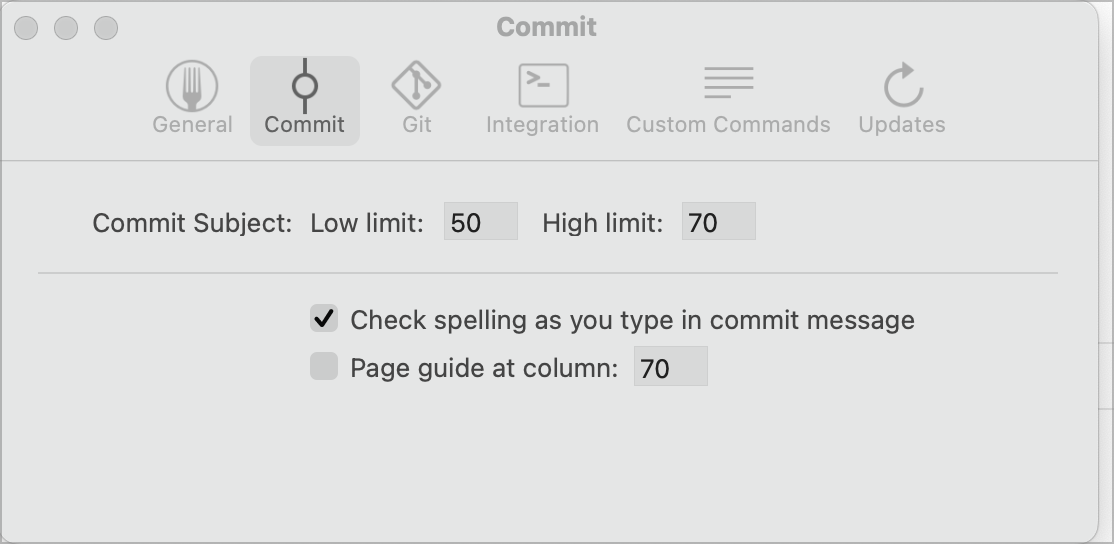 Commit
General Commit Git Integration Custom Commands Updates
Commit Subject: Low limit: 50 High limit: 70
Check spelling as you type in commit message
Page guide at column: 70